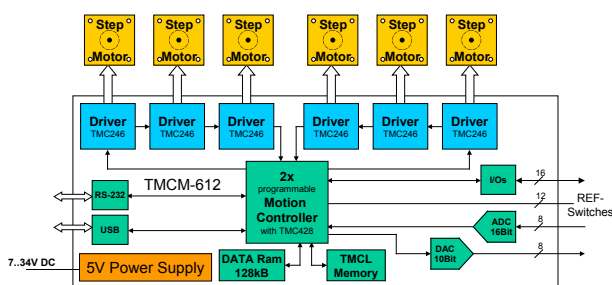 Step Motor
Step Motor
Step Motor
Step Motor
Step Motor
Step Motor
Driver
TMC246
Driver
TMC246
Driver
TMC246
Driver
TMC246
Driver
TMC246
Driver
TMC246
TMCM-612
2x
programmable
Motion
Controller
with TMC428
RS-232
USB
I/Os
16
12
REF-
Switches
ADC
16Bit
8
DAC
10Bit
8
7..34V DC
5V Power Supply
DATA Ram
128kB
TMCL
Memory